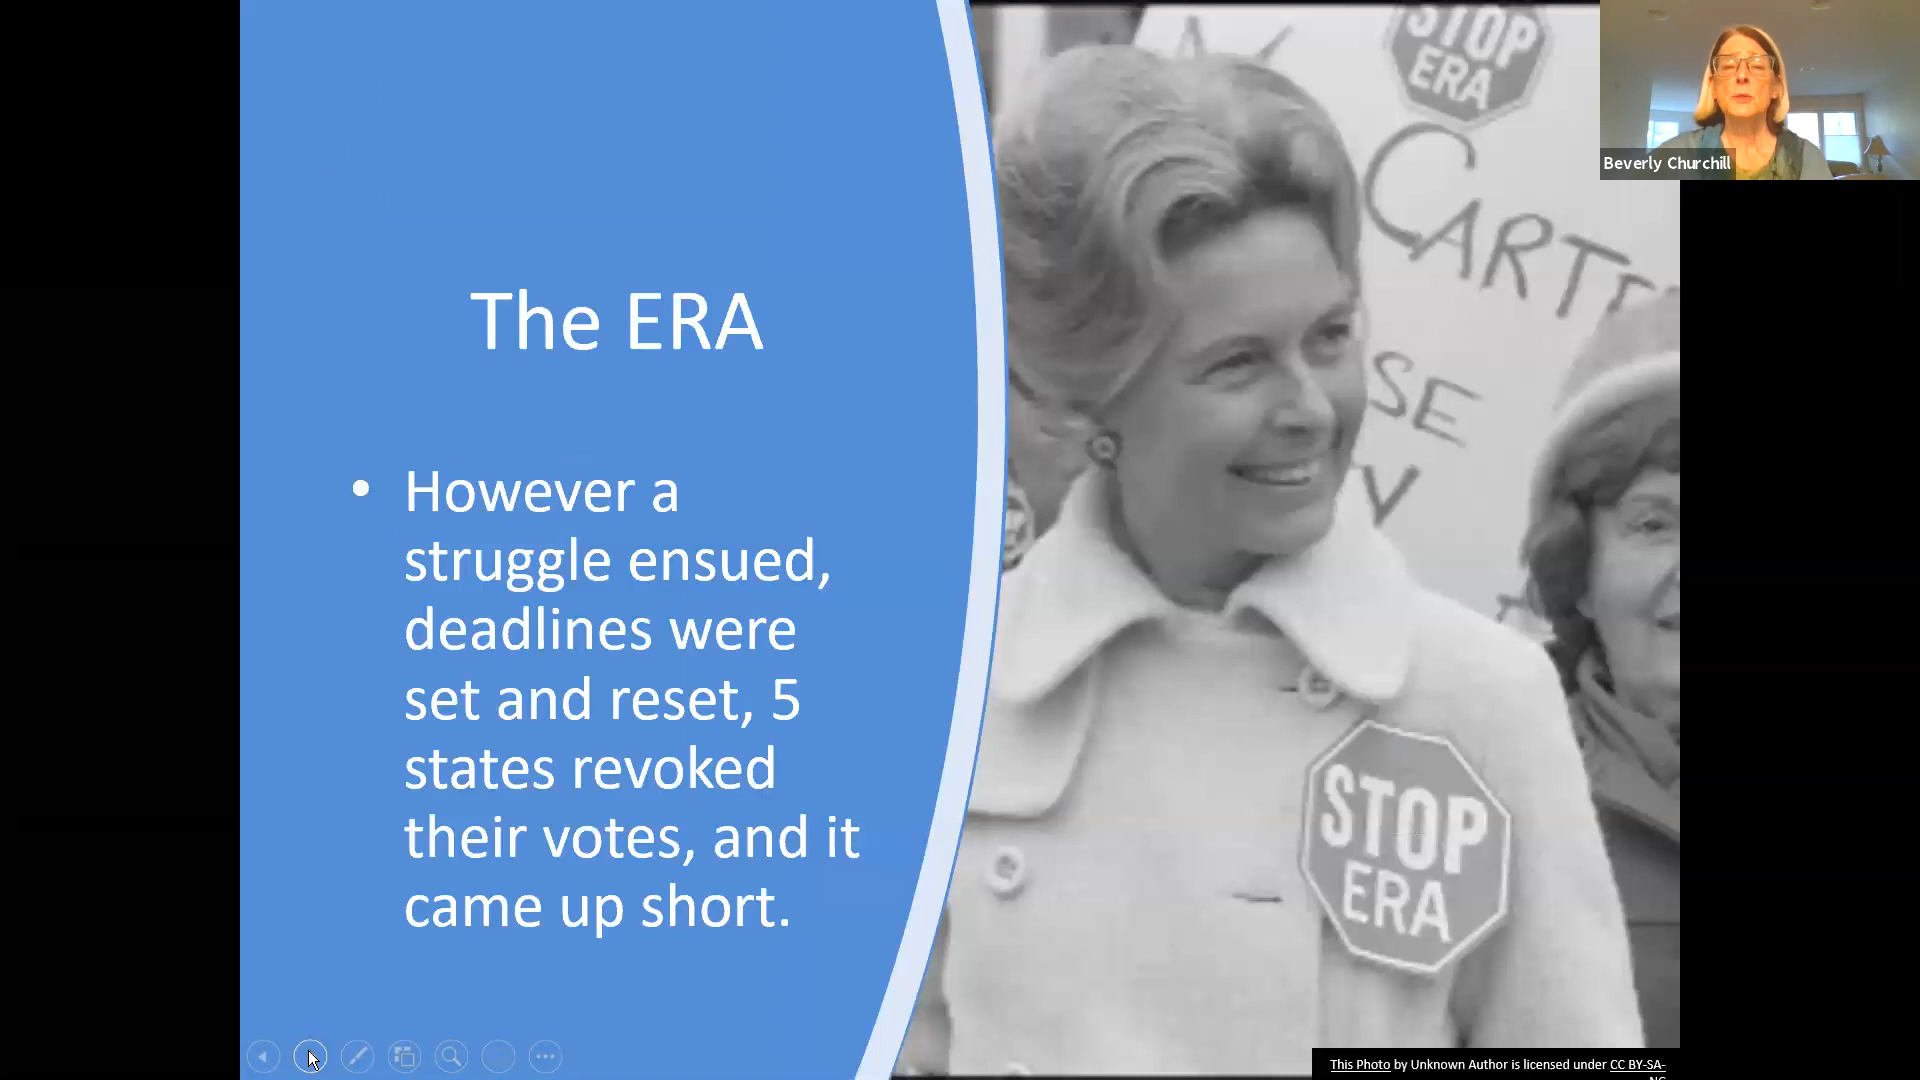 The ERA
• However a
struggle ensued,
deadlines were
set and reset, 5
states revoked
their votes, and it
came up short.
STOP
ERA
CARTE
SE
V
STOP
ERA
Beverly Churchill
This Photo by Unknown Author is licensed under CC BY-SA-